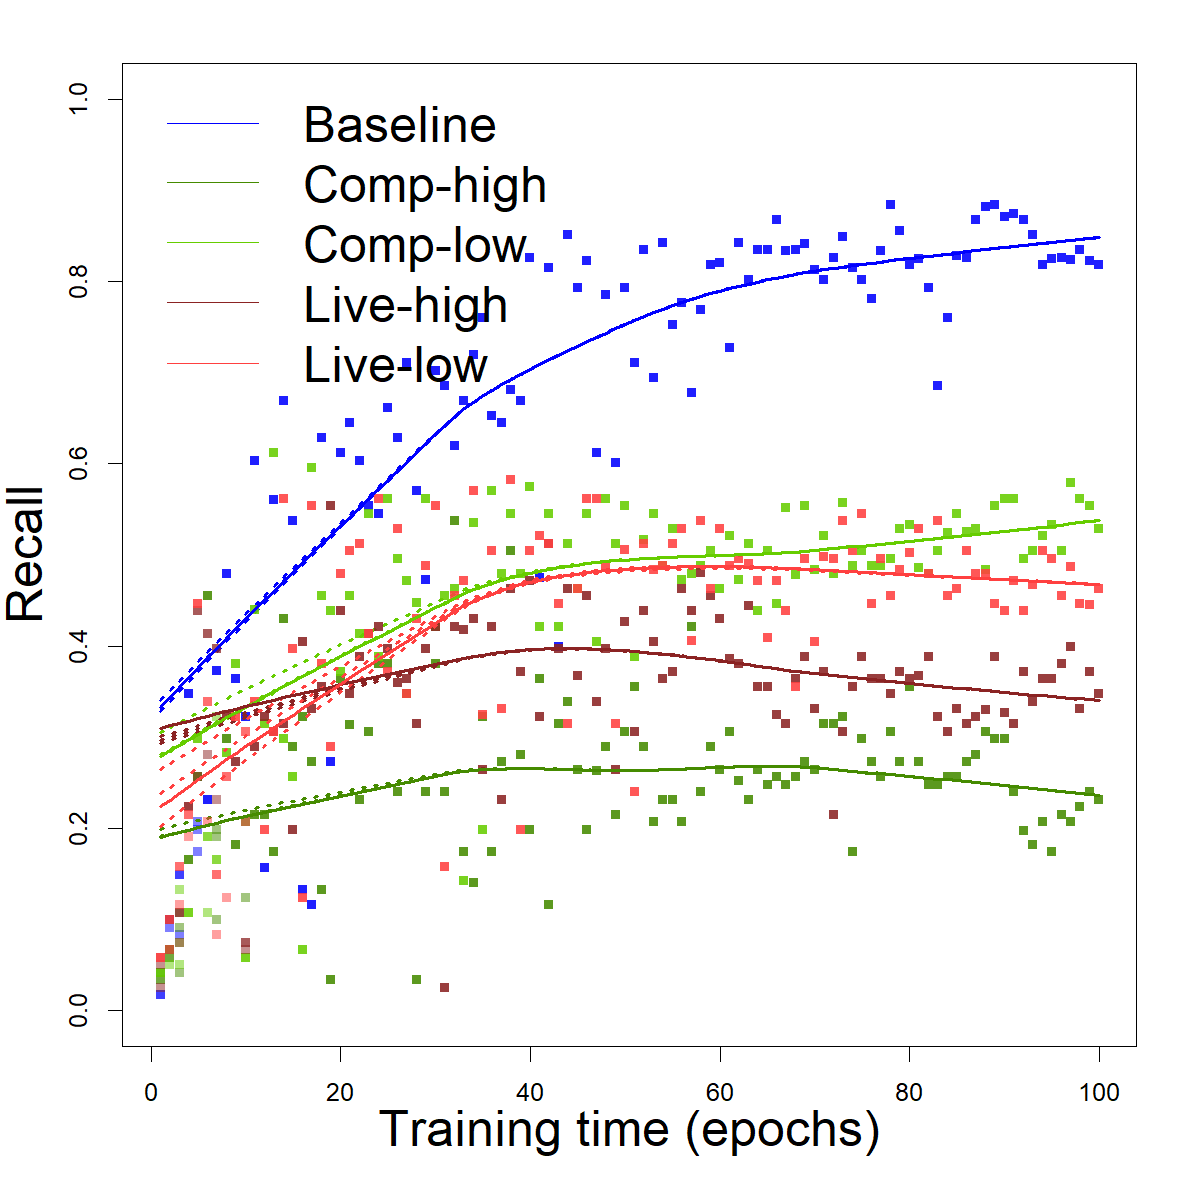 Baseline
Comp-high
Comp-low
Live-high
Live-low
Recall
1.0
0.8
0.6
0.4
0.2
0.0
0 20 40 60 80 100
Training time (epochs)